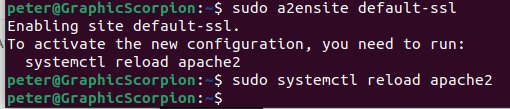 peter@GraphicScorpion:~$ sudo a2ensite default-ssl
Enabling site default-ssl.
To activate the new configuration, you need to run:
  systemctl reload apache2
peter@GraphicScorpion:~$ sudo systemctl reload apache2
peter@GraphicScorpion:~$